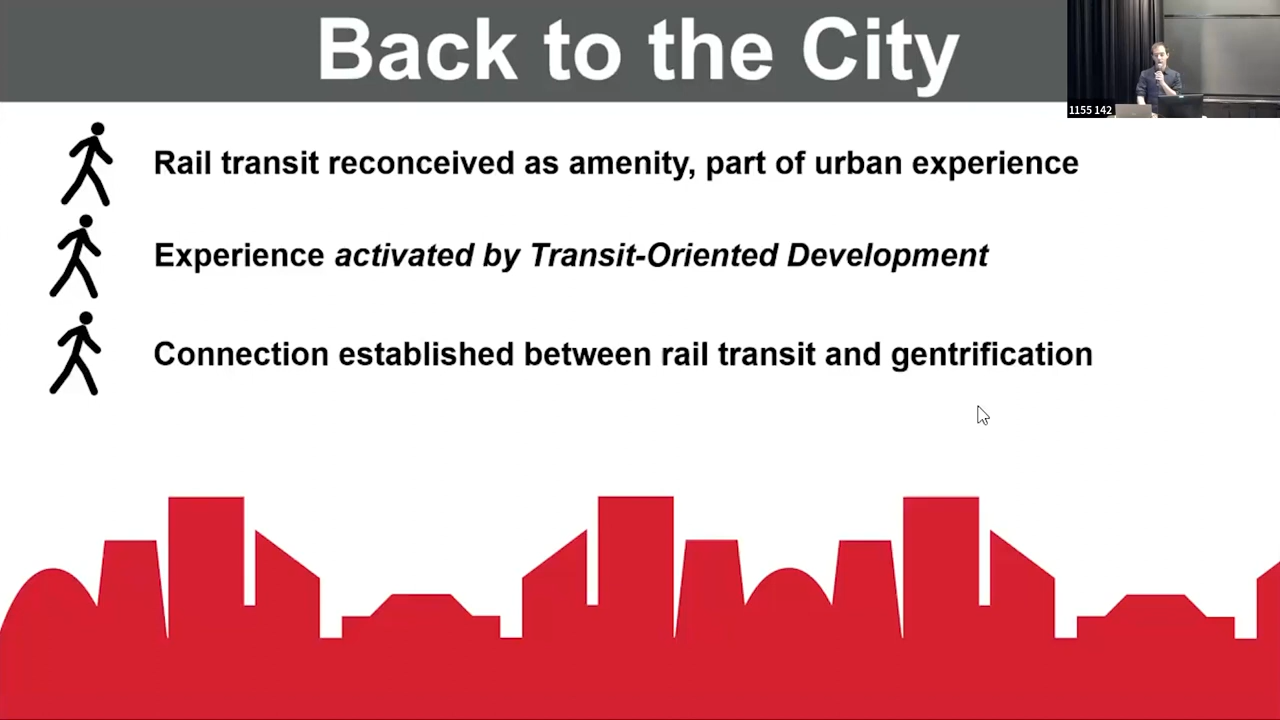 Back to the City
1155 142
Rail transit reconceived as amenity, part of urban experience
Experience activated by Transit-Oriented Development
Connection established between rail transit and gentrification